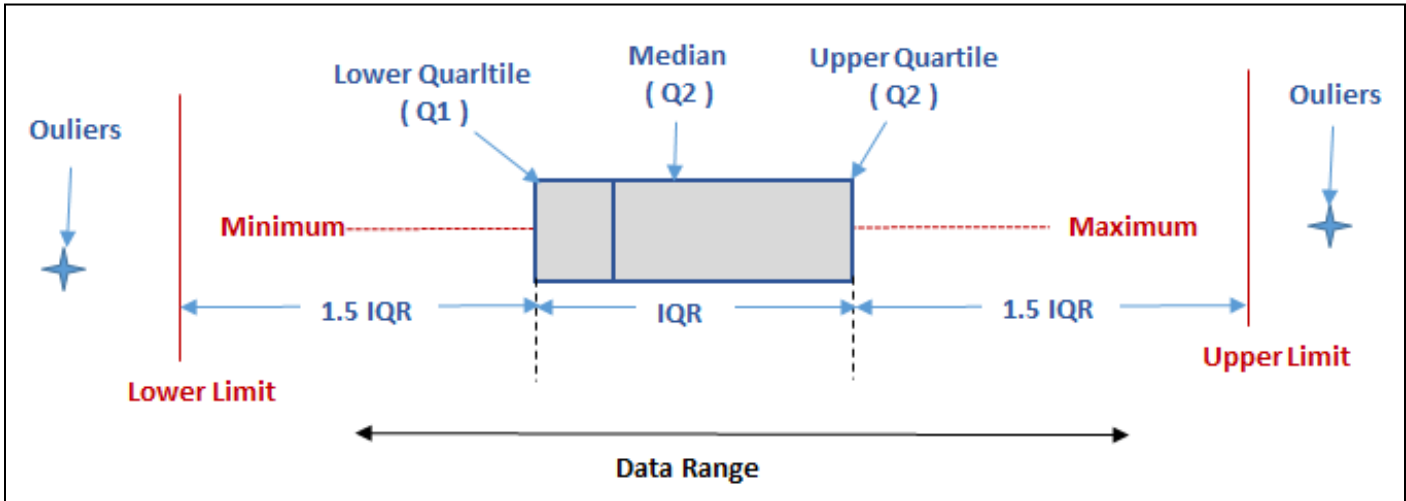 Ouliers
Lower Quarltile
( Q1 )
Median
( Q2 )
Upper Quartile
( Q2 )
Ouliers
Minimum
Maximum
1.5 IQR
IQR
1.5 IQR
Lower Limit
Upper Limit
Data Range